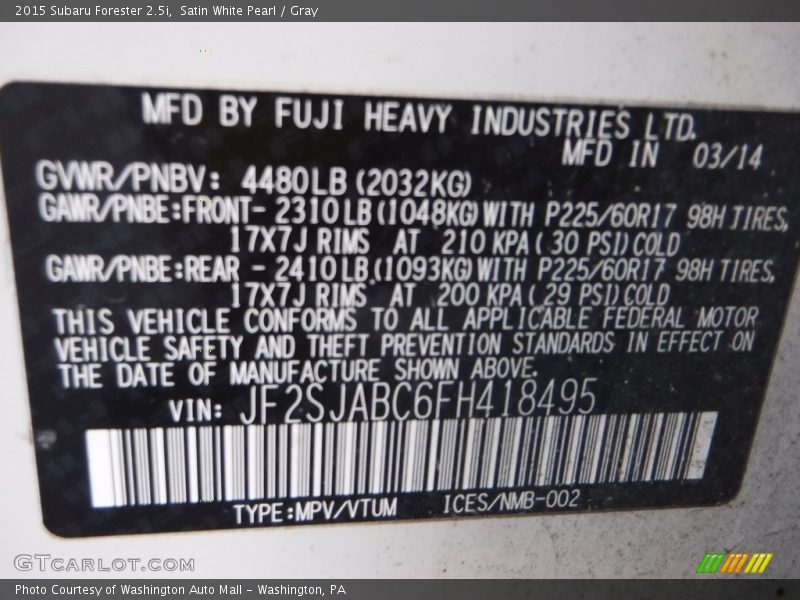 2015 Subaru Forester 2.5i, Satin White Pearl / Gray
MFD BY FUJI HEAVY INDUSTRIES LTD.
MFD IN 03/14
GVWR/PNBV: 4480LB (2032KG)
GAWR/PNBE:FRONT- 2310LB(1048KG)WITH P225/60R17 98H TIRES,
17X7J RIMS AT 210 KPA( 30 PSI)COLD
GAWR/PNBE:REAR - 2410LB(1093KG)WITH P225/60R17 98H TIRES,
17X7J RIMS AT 200 KPA( 29 PSI)COLD
THIS VEHICLE CONFORMS TO ALL APPLICABLE FEDERAL MOTOR
VEHICLE SAFETY AND THEFT PREVENTION STANDARDS IN EFFECT ON
THE DATE OF MANUFACTURE SHOWN ABOVE.
VIN: JF2SJABC6FH418495
TYPE:MPV/VTUM ICES/NMB-002
GTCARLOT.COM
Photo Courtesy of Washington Auto Mall - Washington, PA